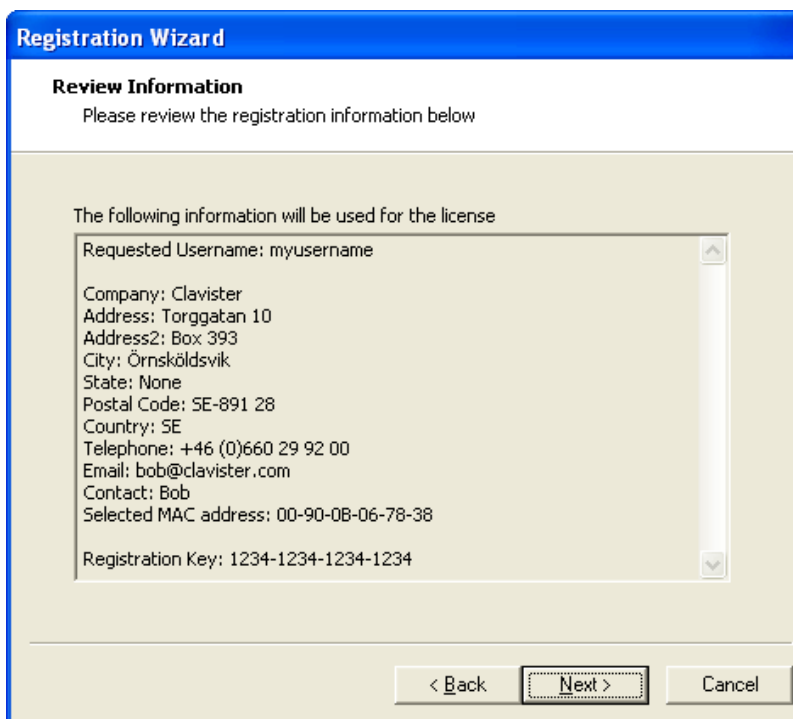 Registration Wizard
Review Information
Please review the registration information below
The following information will be used for the license
Requested Username: myusername
Company: Clavister
Address: Torggatan 10
Address2: Box 393
City: Örnsköldsvik
State: None
Postal Code: SE-891 28
Country: SE
Telephone: +46 (0)660 29 92 00
Email: bob@clavister.com
Contact: Bob
Selected MAC address: 00-90-0B-06-78-38
Registration Key: 1234-1234-1234-1234
< Back Next > Cancel